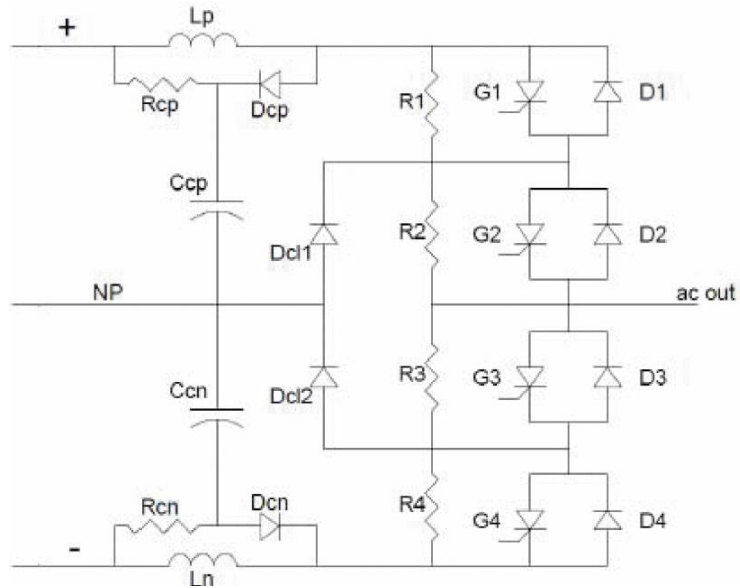 +
Lp
Rcp
Dcp
R1
G1
D1
Ccp
R2
G2
D2
Dcl1
NP
ac out
Ccn
Dcl2
R3
G3
D3
Rcn
Dcn
R4
G4
D4
-
Ln